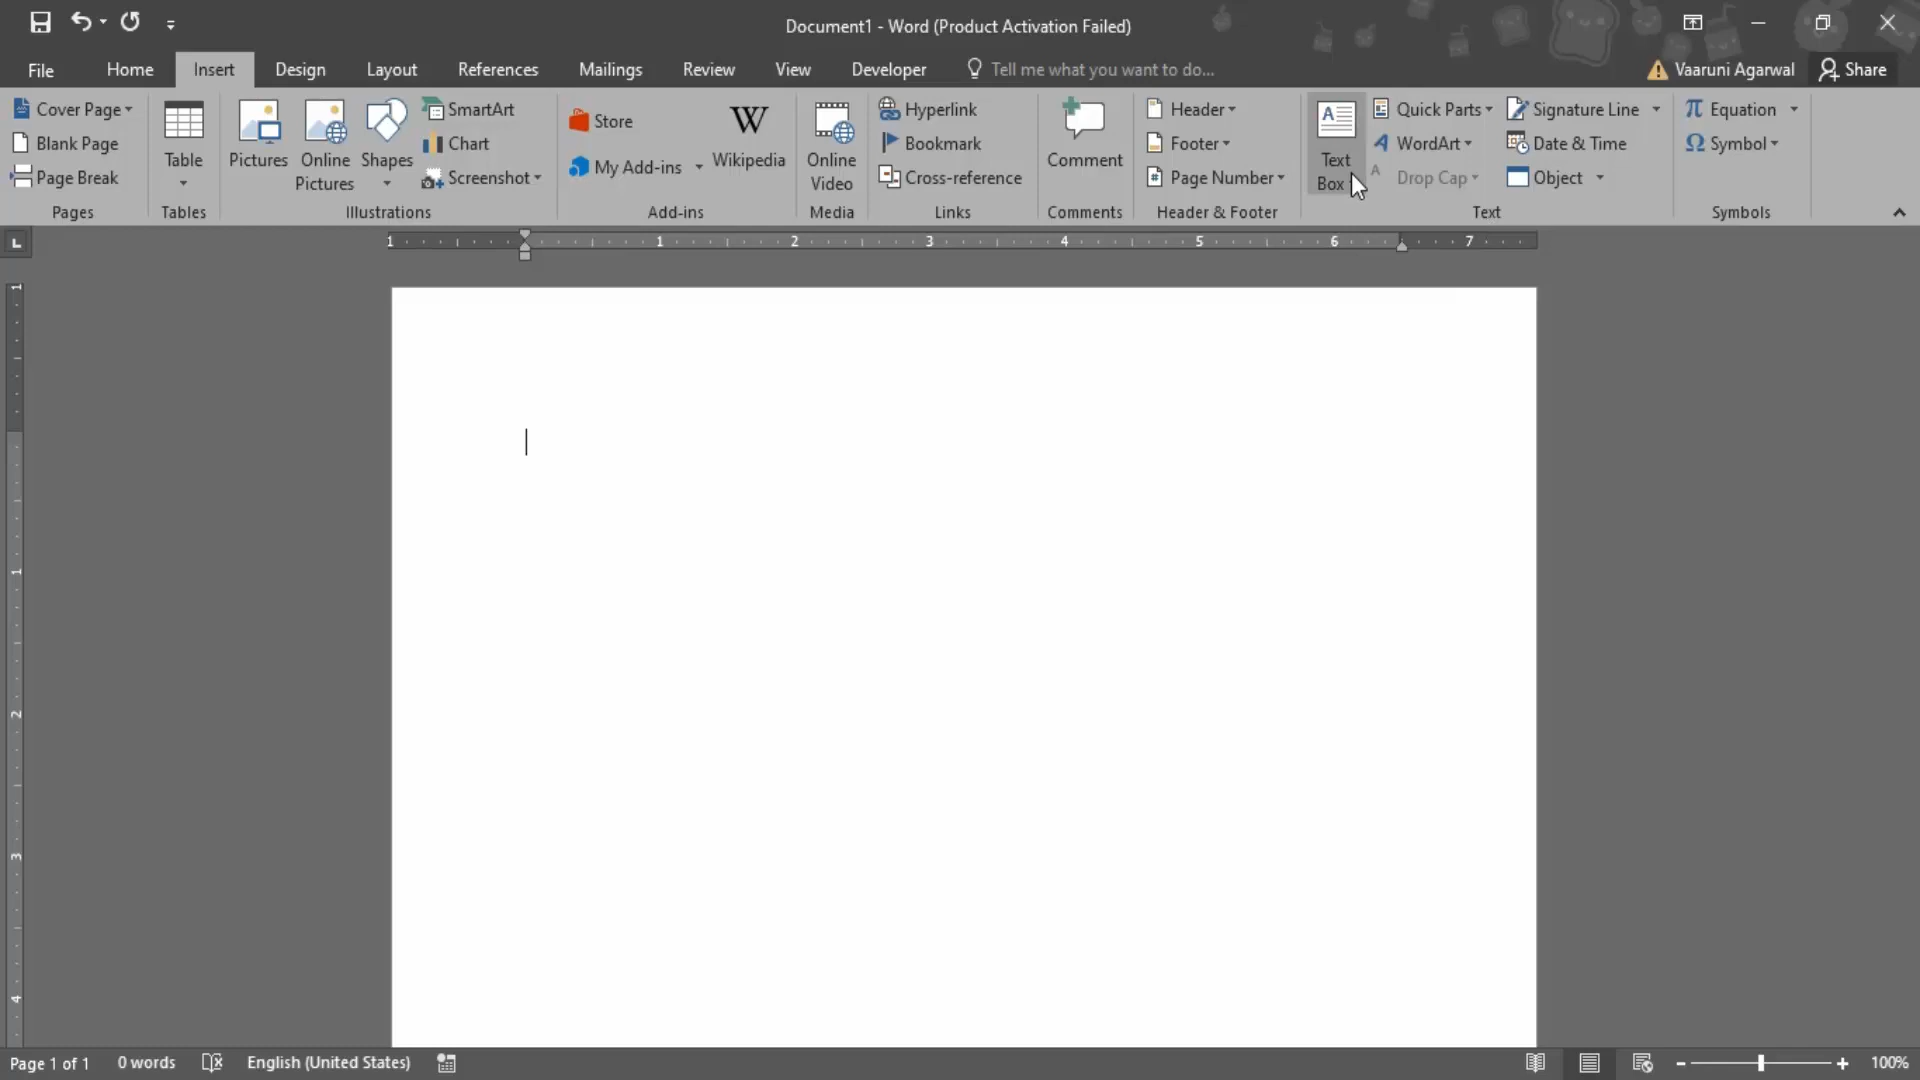 Document1 - Word (Product Activation Failed)
File Home Insert Design Layout References Mailings Review View Developer Tell me what you want to do... Vaaruni Agarwal Share
Cover Page
Blank Page
Page Break
Pages
Table
Tables
Pictures
Online
Pictures
Shapes
SmartArt
Chart
Screenshot
Illustrations
Store
My Add-ins
W
Wikipedia
Add-ins
Online
Video
Media
Hyperlink
Bookmark
Cross-reference
Links
Comment
Comments
Header
Footer
Page Number
Header & Footer
Text
Box
Quick Parts
WordArt
Drop Cap
Signature Line
Date & Time
Object
Text
π Equation
Ω Symbol
Symbols
L
1 1 2 3 4 5 6 7
1
1
2
3
4
Page 1 of 1 0 words English (United States) 100%